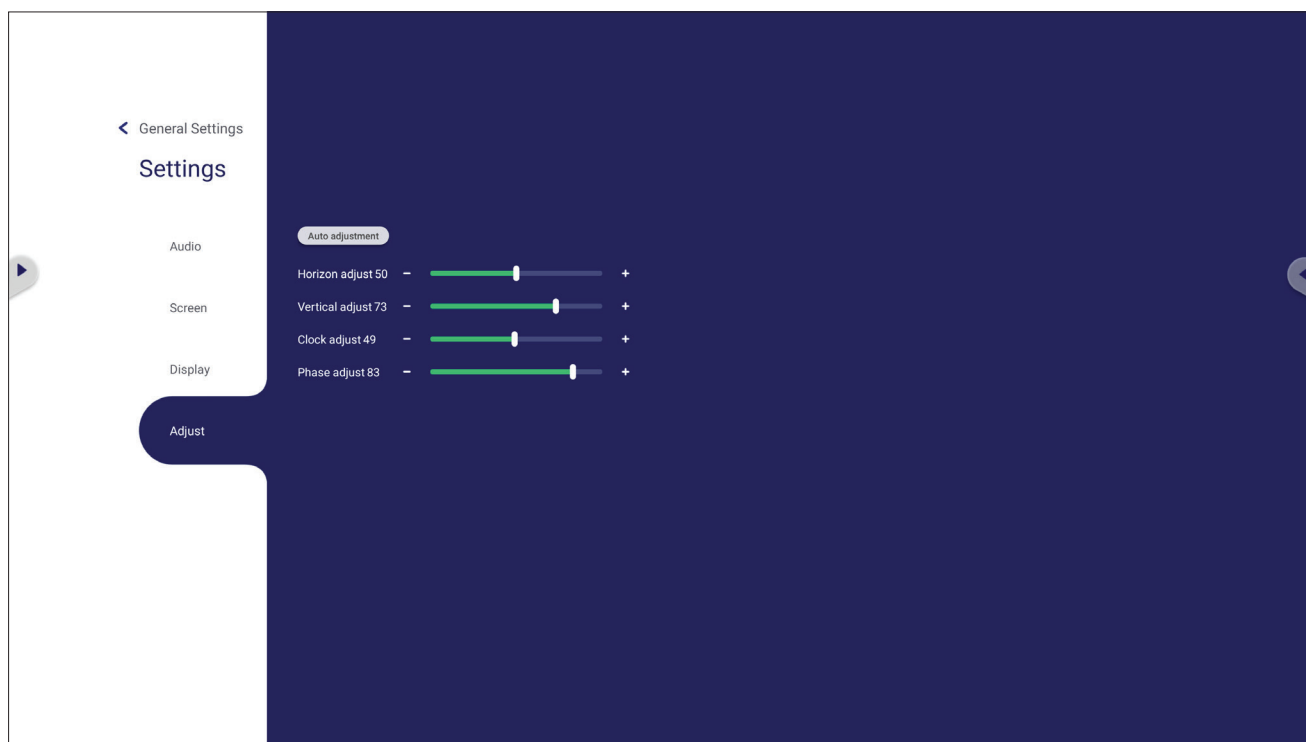 General Settings
Settings
Audio
Screen
Display
Adjust
Auto adjustment
Horizon adjust 50 - +
Vertical adjust 73 - +
Clock adjust 49 - +
Phase adjust 83 - +